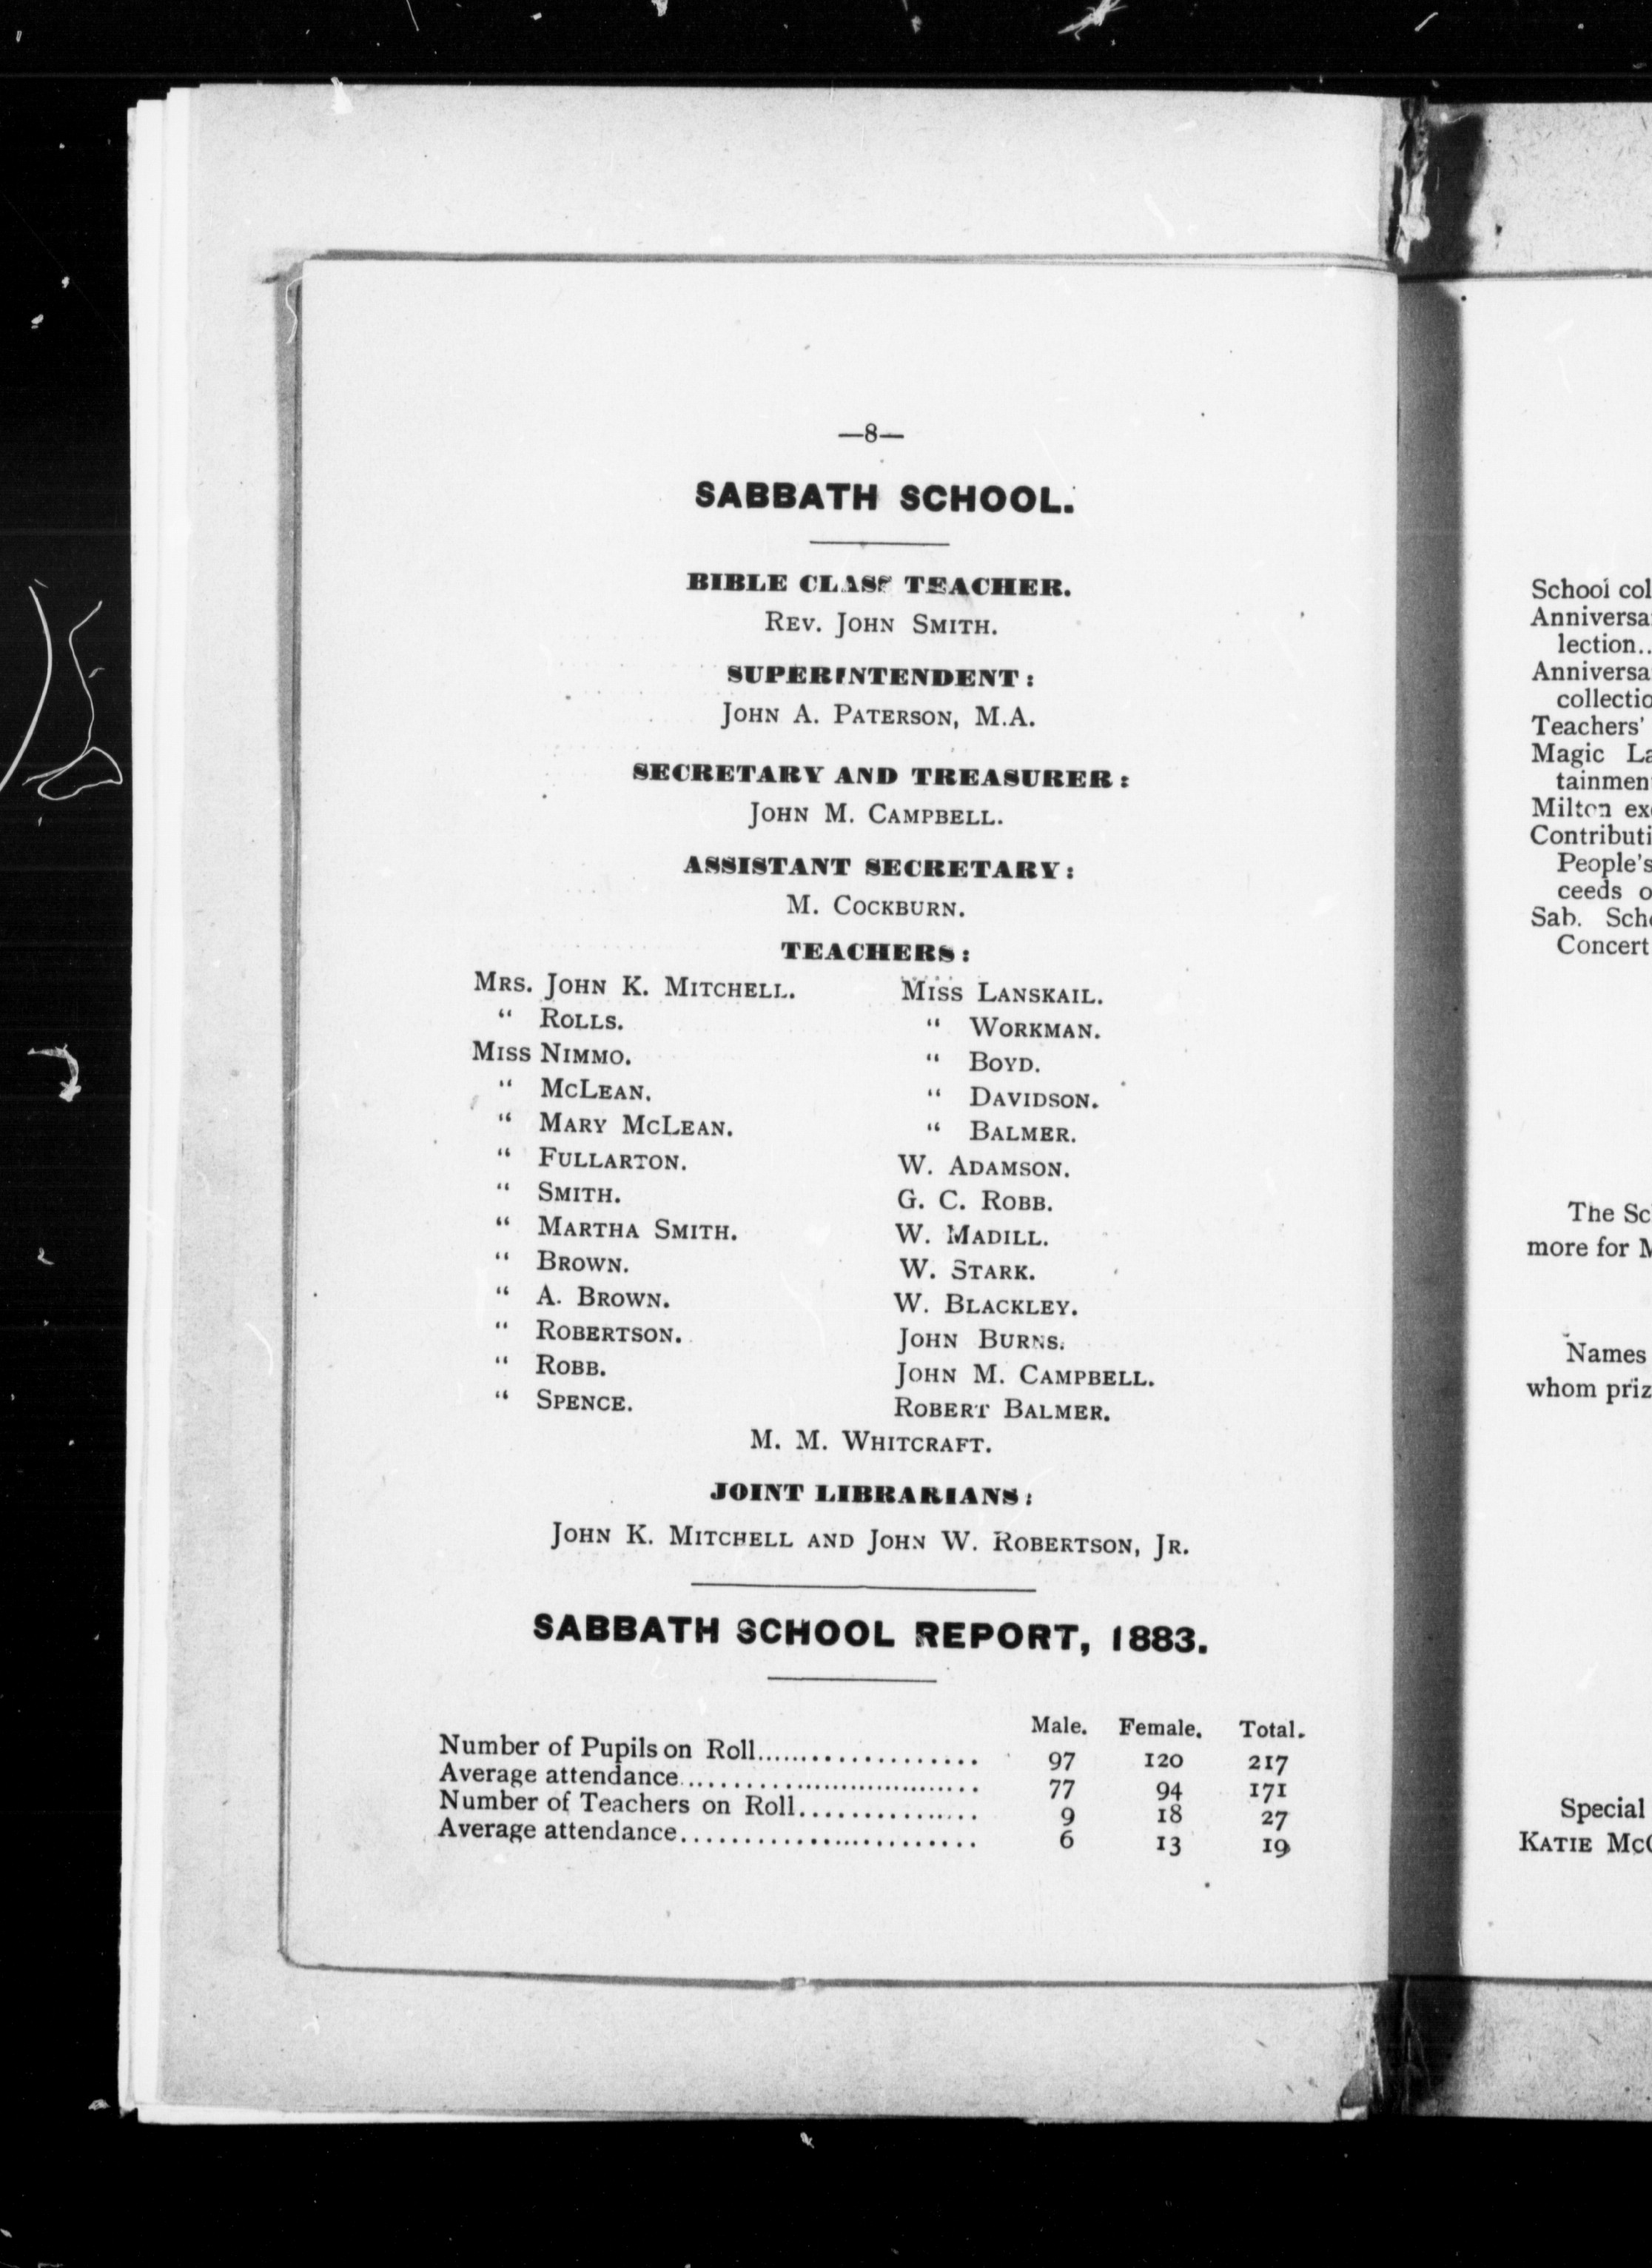 —8—
SABBATH SCHOOL.
BIBLE CLASS TEACHER.
REV. JOHN SMITH.
SUPERINTENDENT:
JOHN A. PATERSON, M.A.
SECRETARY AND TREASURER:
JOHN M. CAMPBELL.
ASSISTANT SECRETARY:
M. COCKBURN.
TEACHERS:
MRS. JOHN K. MITCHELL.
“ ROLLS.
MISS NIMMO.
“ MCLEAN.
“ MARY MCLEAN.
“ FULLARTON.
“ SMITH.
“ MARTHA SMITH.
“ BROWN.
“ A. BROWN.
“ ROBERTSON.
“ ROBB.
“ SPENCE.
MISS LANSKAIL.
“ WORKMAN.
“ BOYD.
“ DAVIDSON.
“ BALMER.
W. ADAMSON.
G. C. ROBB.
W. MADILL.
W. STARK.
W. BLACKLEY.
JOHN BURNS.
JOHN M. CAMPBELL.
ROBERT BALMER.
M. M. WHITCRAFT.
JOINT LIBRARIANS:
JOHN K. MITCHELL AND JOHN W. ROBERTSON, JR.
SABBATH SCHOOL REPORT, 1883.
Male. Female. Total.
Number of Pupils on Roll.................... 97 120 217
Average attendance.............................. 77 94 171
Number of Teachers on Roll............... 9 18 27
Average attendance......................... 6 13 19
School col
Anniversa
lection..
Anniversa
collectio
Teachers'
Magic La
tainmen
Milton ex
Contributi
People's
ceeds o
Sab. Sch
Concert
The Sc
more for
Names
whom priz
Special
KATIE MC